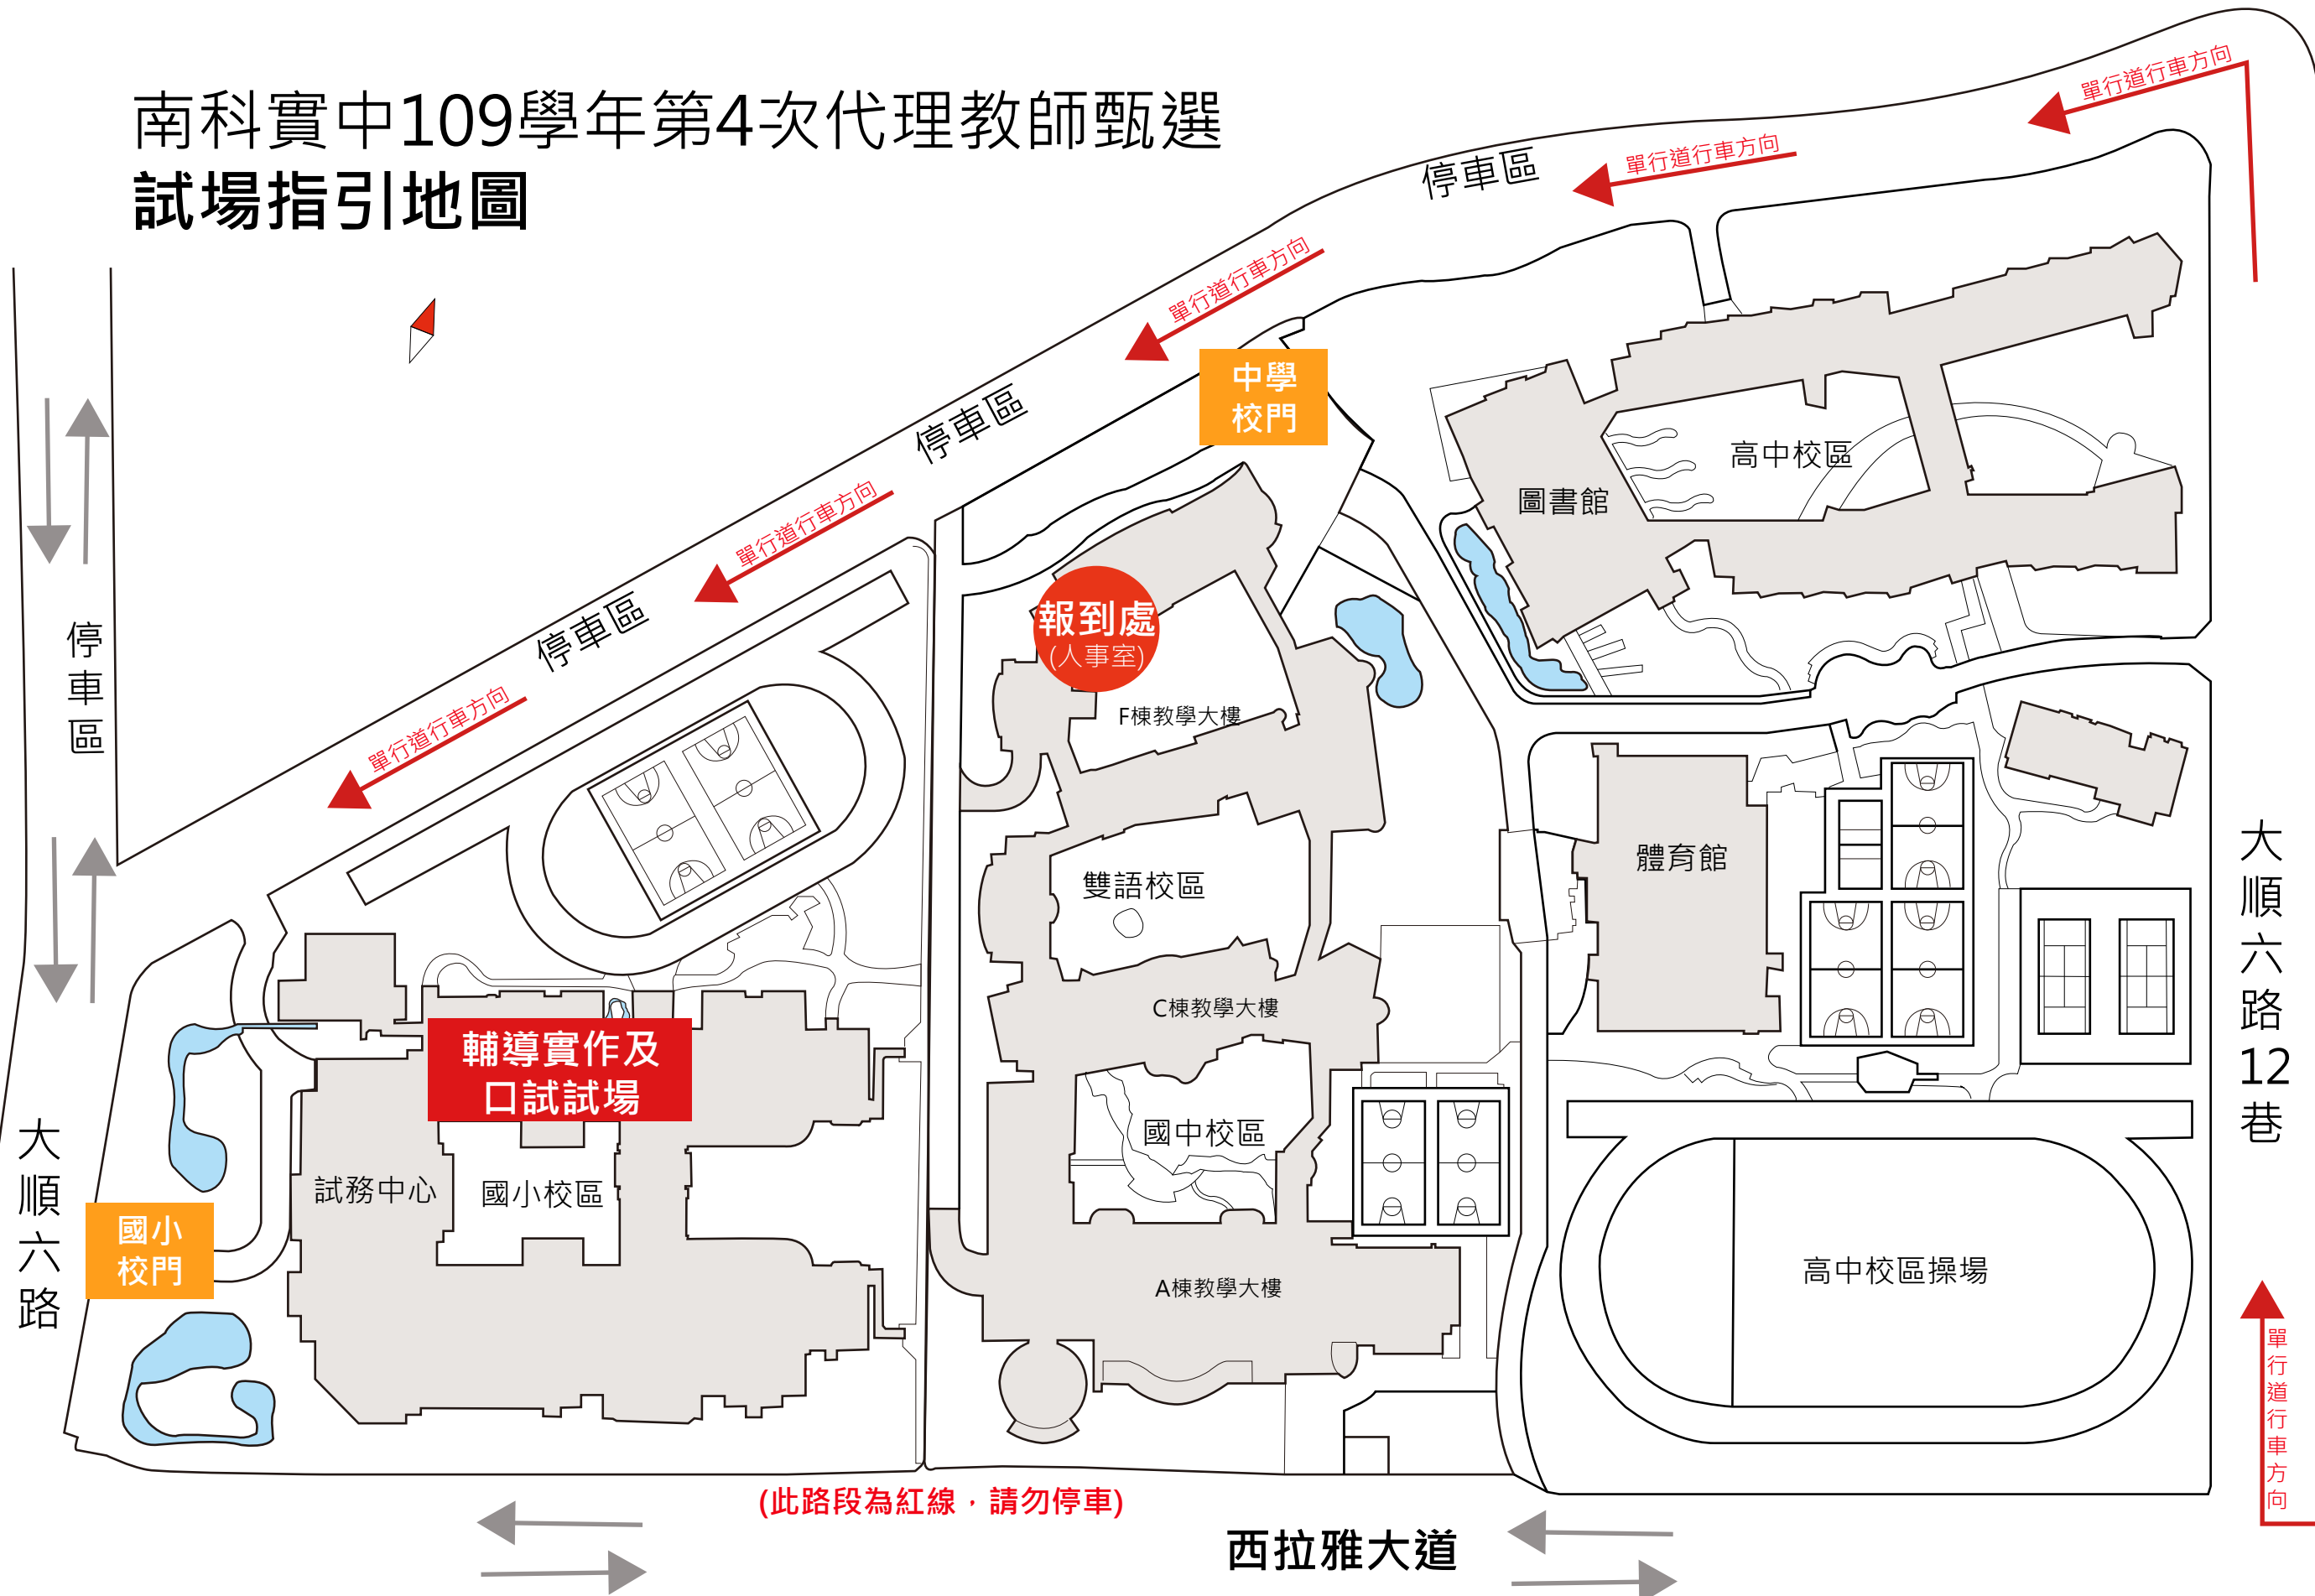 南科實中109學年第4次代理教師甄選
試場指引地圖
單行道行車方向
單行道行車方向
停車區
單行道行車方向
中學
校門
停車區
高中校區
圖書館
單行道行車方向
停車區
報到處
(人事室)
停車區
單行道行車方向
F棟教學大樓
體育館
大順六路12巷
雙語校區
C棟教學大樓
輔導實作及
口試試場
國中校區
大順六路
試務中心
國小校區
國小
校門
高中校區操場
A棟教學大樓
單行道行車方向
(此路段為紅線，請勿停車)
西拉雅大道